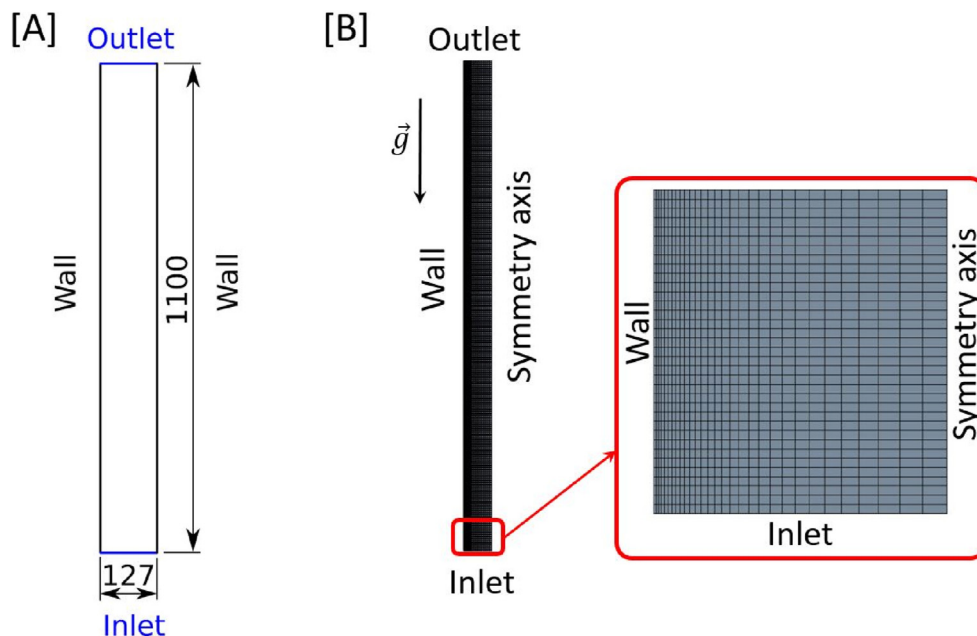 [A]
Outlet
Wall
1100
Wall
127
Inlet
[B]
Outlet
g⃗
Wall
Symmetry axis
Inlet
Wall
Symmetry axis
Inlet